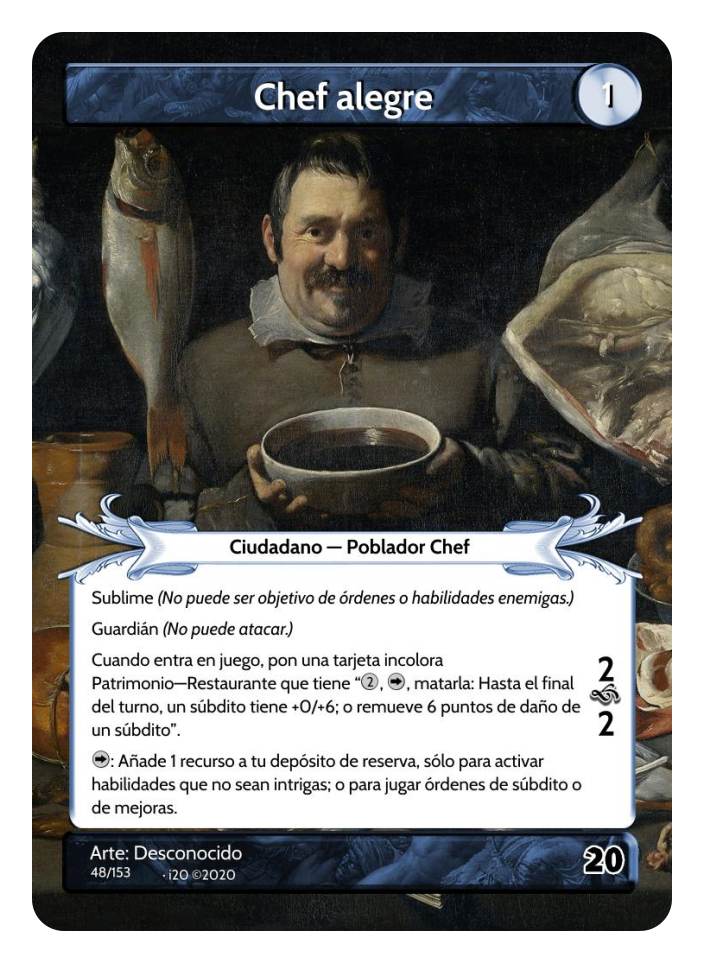 Chef alegre
1
Ciudadano — Poblador Chef
Sublime (No puede ser objetivo de órdenes o habilidades enemigas.)
Guardián (No puede atacar.)
Cuando entra en juego, pon una tarjeta incolora
Patrimonio—Restaurante que tiene “2, ➡, matarla: Hasta el final
del turno, un súbdito tiene +0/+6; o remueve 6 puntos de daño de
un súbdito”.
2
2
➡: Añade 1 recurso a tu depósito de reserva, sólo para activar
habilidades que no sean intrigas; o para jugar órdenes de súbdito o
de mejoras.
Arte: Desconocido
48/153 · i20 ©2020
20